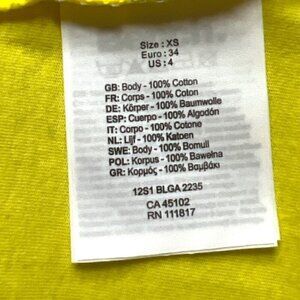 Size : XS
Euro : 34
US : 4
GB: Body - 100% Cotton
FR: Corps - 100% Coton
DE: Körper - 100% Baumwolle
ESP: Cuerpo - 100% Algodón
IT: Corpo - 100% Cotone
NL: Lijf - 100% Katoen
SWE: Body - 100% Bomull
POL: Korpus - 100% Bawełna
GR: Κορμός - 100% Βαμβάκι
12S1 BLGA 2235
CA 45102
RN 111817